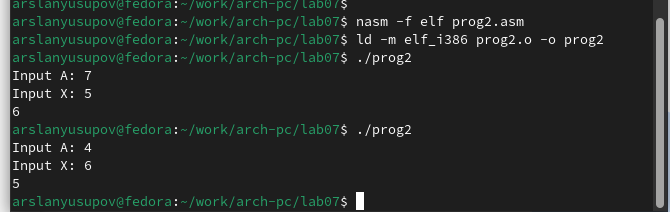 arslanyusupov@fedora:~/work/arch-pc/lab07$
arslanyusupov@fedora:~/work/arch-pc/lab07$ nasm -f elf prog2.asm
arslanyusupov@fedora:~/work/arch-pc/lab07$ ld -m elf_i386 prog2.o -o prog2
arslanyusupov@fedora:~/work/arch-pc/lab07$ ./prog2
Input A: 7
Input X: 5
6
arslanyusupov@fedora:~/work/arch-pc/lab07$ ./prog2
Input A: 4
Input X: 6
5
arslanyusupov@fedora:~/work/arch-pc/lab07$